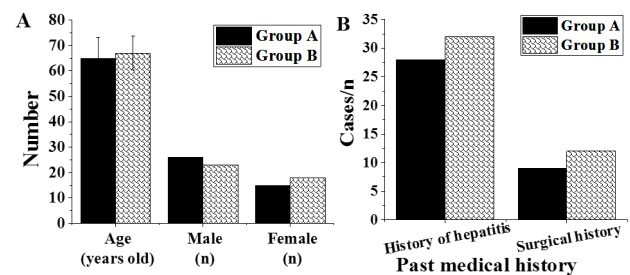 A
Number
80
70
60
50
40
30
20
10
0
Group A
Group B
Age
(years old)
Male
(n)
Female
(n)
B
Cases/n
35
30
25
20
15
10
5
0
Group A
Group B
History of hepatitis
Surgical history
Past medical history